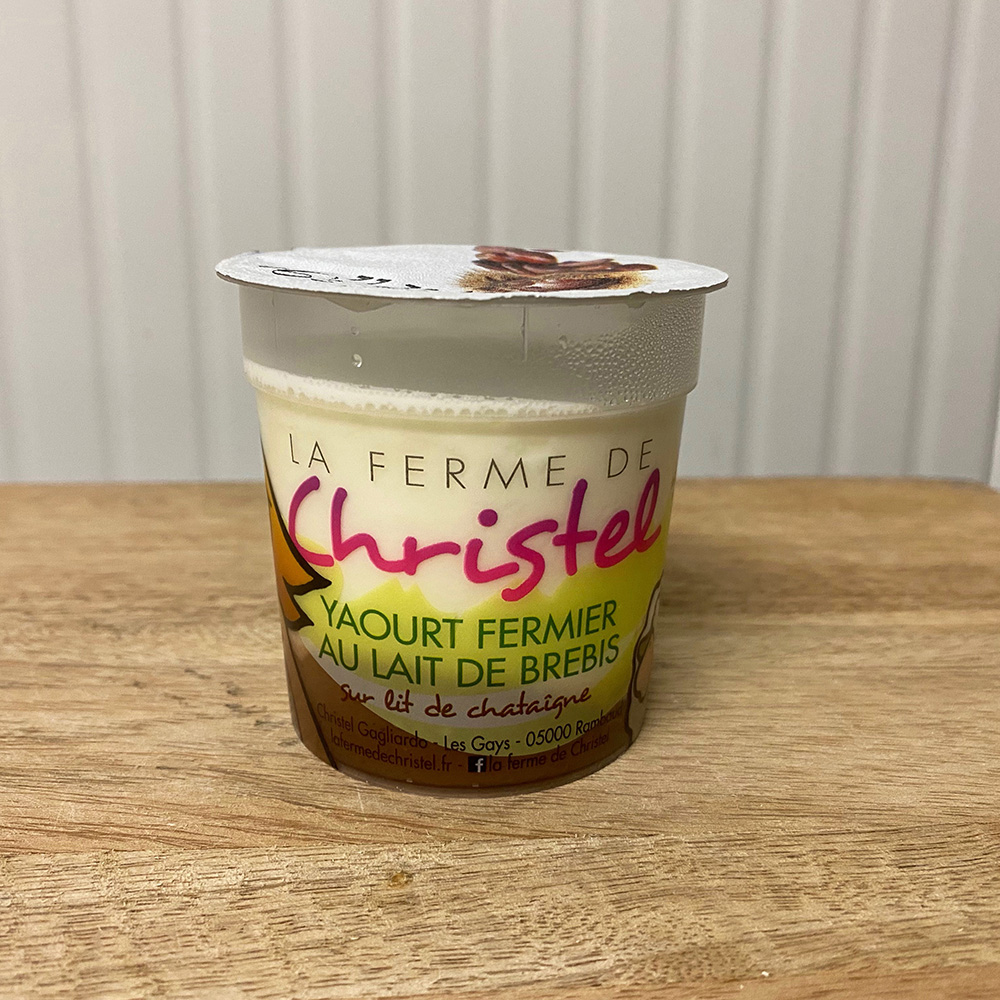 LA FERME DE
Christel
YAOURT FERMIER
AU LAIT DE BREBIS
sur lit de chataîgne
Christel Gagliardo - Les Gays - 05000 Rambaud
lafermedechristel.fr - f la ferme de Christel